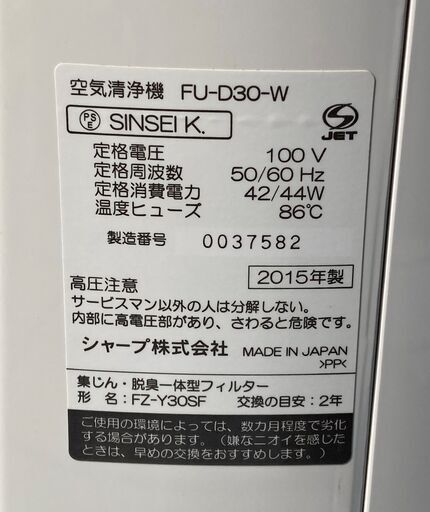 空気清浄機 FU-D30-W
PSE SINSEI K.
JET
定格電圧 100 V
定格周波数 50/60 Hz
定格消費電力 42/44W
温度ヒューズ 86℃
製造番号 0037582
2015年製
高圧注意
サービスマン以外の人は分解しない。
内部に高電圧部があり、さわると危険です。
シャープ株式会社 MADE IN JAPAN
>PP<
集じん・脱臭一体型フィルター
形 名:FZ-Y30SF 交換の目安:2年
ご使用の環境によっては、数カ月程度で劣化
する場合があります。(嫌なニオイを感じた
ときは、早めの交換をおすすめします。)